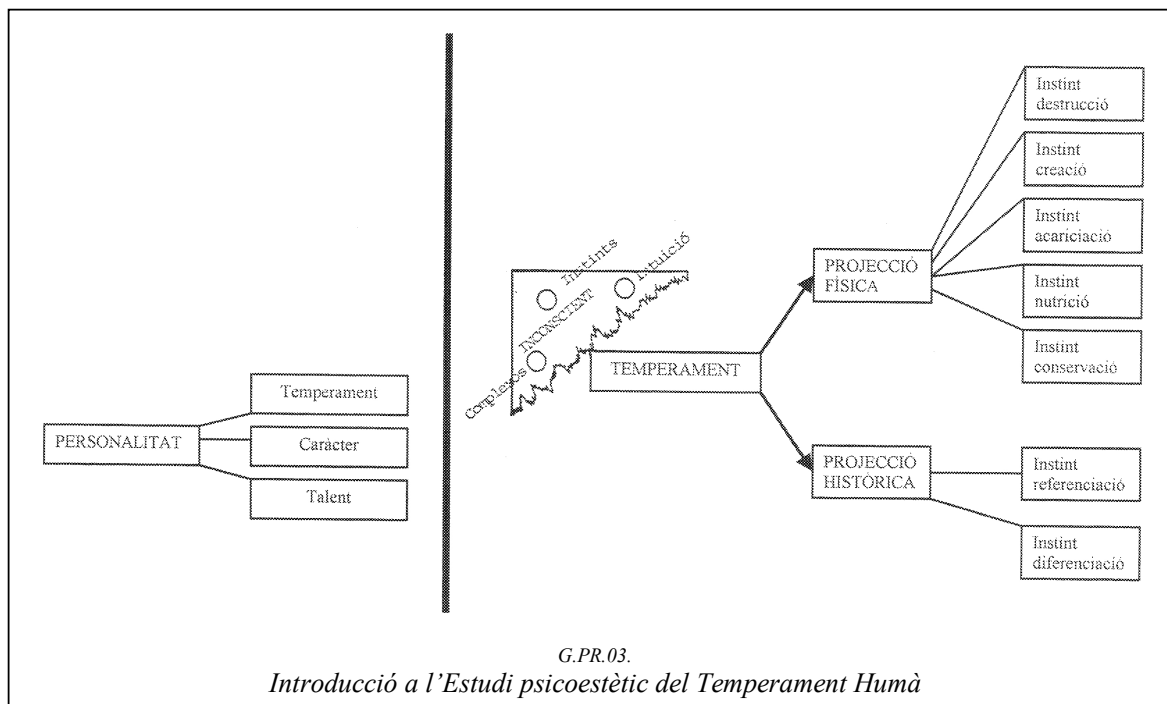 PERSONALITAT
Temperament
Caràcter
Talent
Instints
Intuició
INCONSCIENT
Complexos
TEMPERAMENT
PROJECCIÓ
FÍSICA
Instint
destrucció
Instint
creació
Instint
acariciació
Instint
nutrició
Instint
conservació
PROJECCIÓ
HISTÒRICA
Instint
referenciació
Instint
diferenciació
G.PR.03.
Introducció a l’Estudi psicoestètic del Temperament Humà